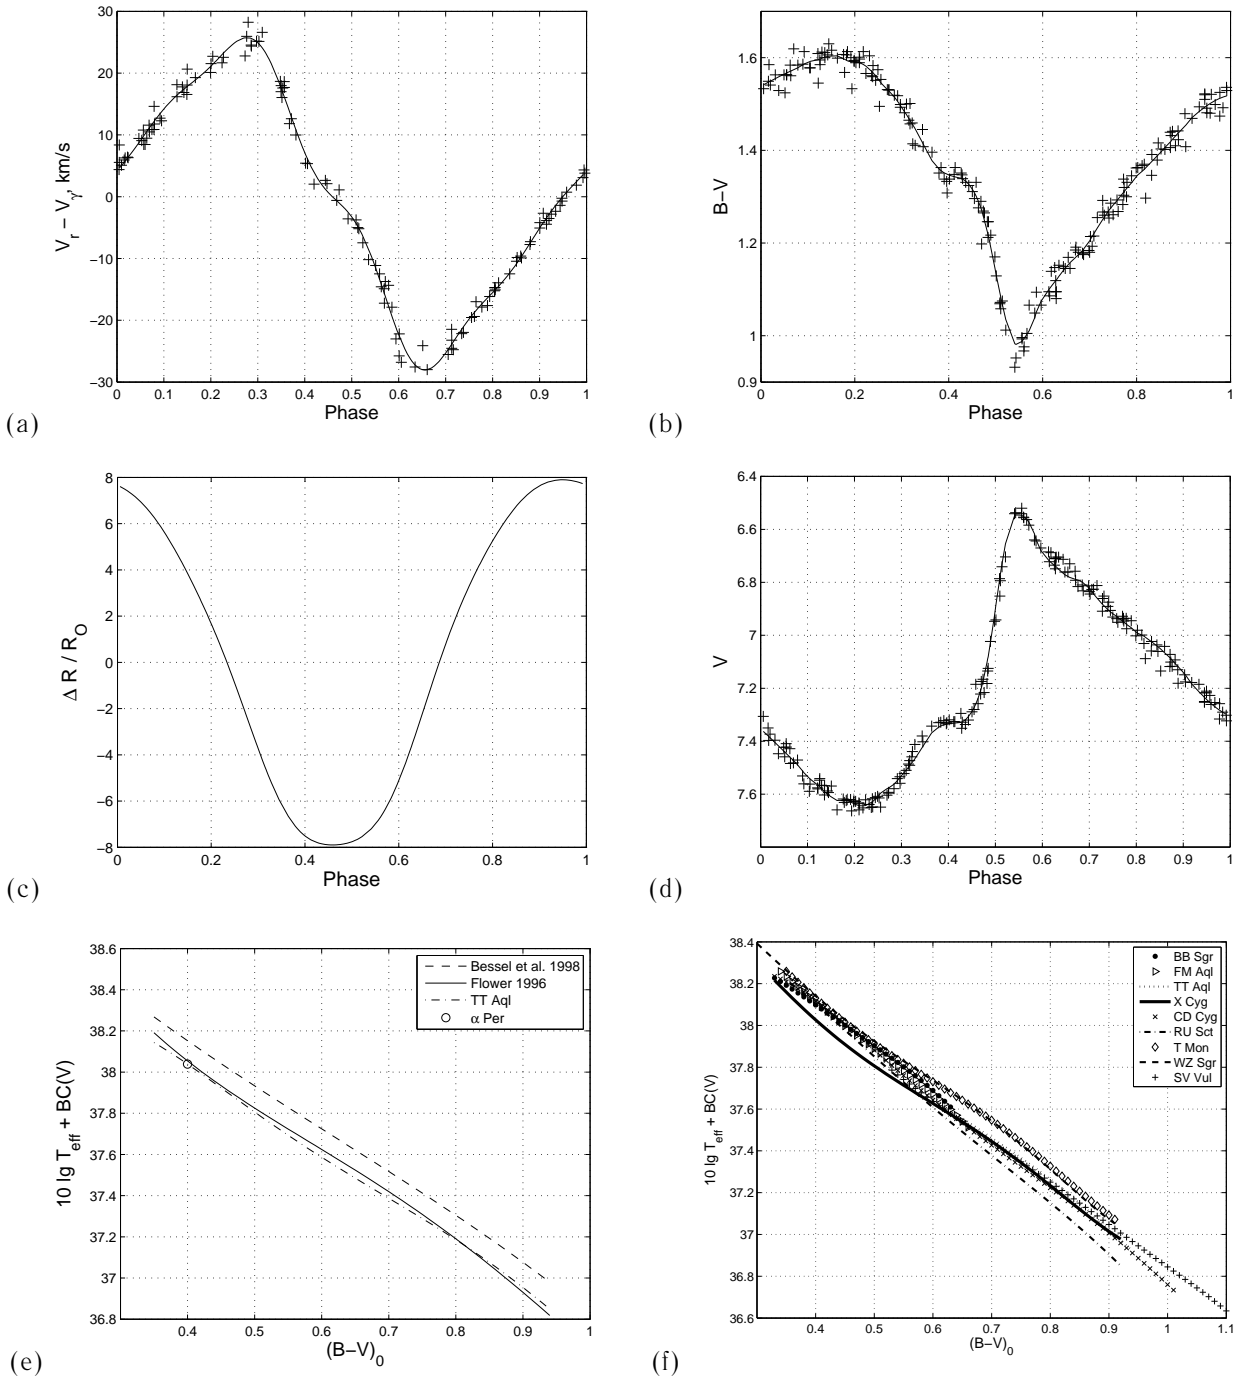 V_r − V_γ, km/s
30
20
10
0
−10
−20
−30
0 0.1 0.2 0.3 0.4 0.5 0.6 0.7 0.8 0.9 1
Phase
(a)
B−V
1.6
1.4
1.2
1
0.9
0 0.2 0.4 0.6 0.8 1
Phase
(b)
Δ R / R_O
8
6
4
2
0
−2
−4
−6
−8
0 0.2 0.4 0.6 0.8 1
Phase
(c)
V
6.4
6.6
6.8
7
7.2
7.4
7.6
0 0.1 0.2 0.3 0.4 0.5 0.6 0.7 0.8 0.9 1
Phase
(d)
10 lg T_eff + BC(V)
38.6
38.4
38.2
38
37.8
37.6
37.4
37.2
37
36.8
0.4 0.5 0.6 0.7 0.8 0.9 1
(B−V)_0
Bessel et al. 1998
Flower 1996
TT Aql
α Per
(e)
10 lg T_eff + BC(V)
38.4
38.2
38
37.8
37.6
37.4
37.2
37
36.8
36.6
0.4 0.5 0.6 0.7 0.8 0.9 1 1.1
(B−V)_0
BB Sgr
FM Aql
TT Aql
X Cyg
CD Cyg
RU Sct
T Mon
WZ Sgr
SV Vul
(f)